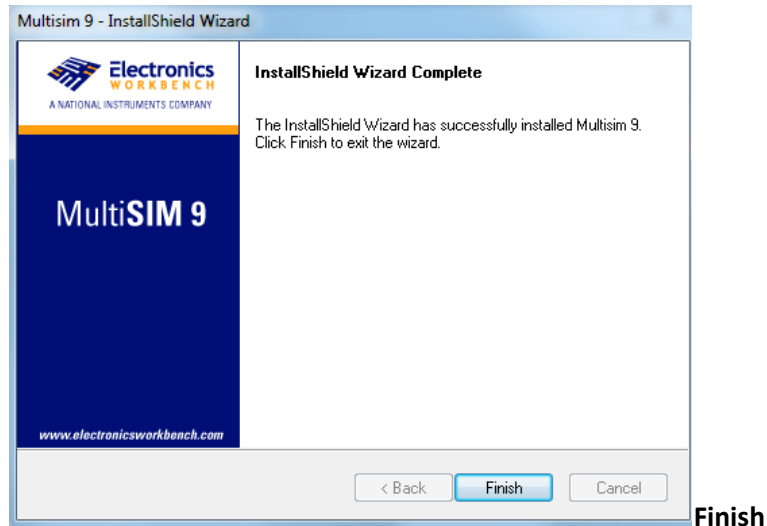 Multisim 9 - InstallShield Wizard
Electronics
WORKBENCH
A NATIONAL INSTRUMENTS COMPANY
MultiSIM 9
www.electronicsworkbench.com
InstallShield Wizard Complete
The InstallShield Wizard has successfully installed Multisim 9.
Click Finish to exit the wizard.
< Back
Finish
Cancel
Finish